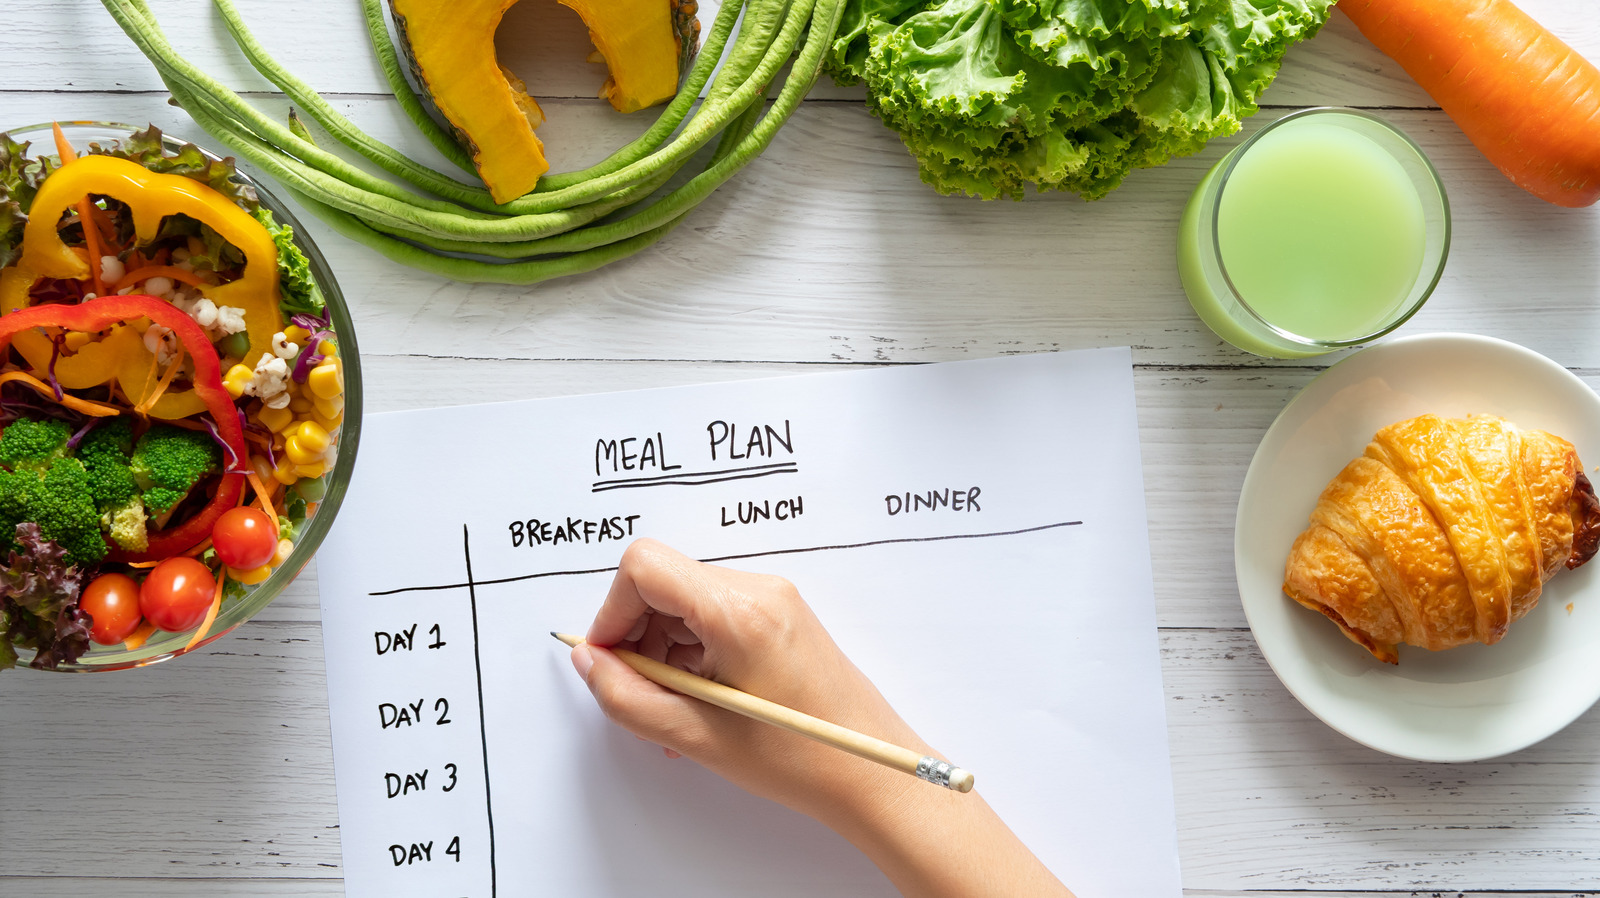 MEAL PLAN
BREAKFAST LUNCH DINNER
DAY 1
DAY 2
DAY 3
DAY 4